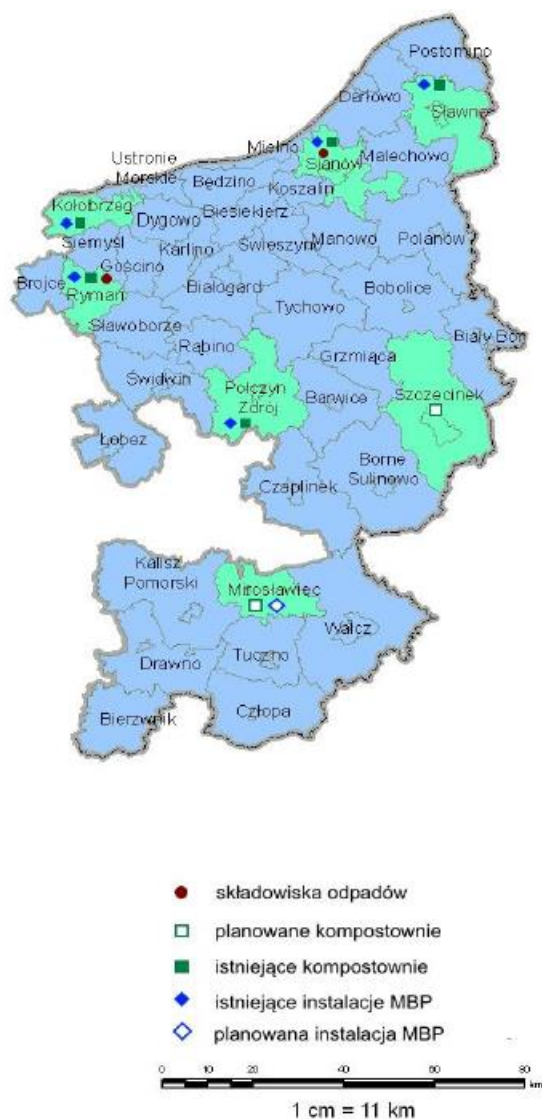 Postomino
Darłowo
Sławno
Mielno
Sianów
Malechowo
Ustronie
Morskie
Będzino
Koszalin
Kołobrzeg
Dygowo
Biesiekierz
Siemyśl
Karlino
Świeszyno
Manowo
Polanów
Gościno
Brojce
Rymań
Białogard
Bobolice
Tychowo
Sławoborze
Biały Bór
Rąbino
Grzmiąca
Świdwin
Połczyn
Zdrój
Barwice
Szczecinek
Łobez
Borne
Sulinowo
Czaplinek
Kalisz
Pomorski
Mirosławiec
Wałcz
Drawno
Tuczno
Bierzwnik
Człopa
składowiska odpadów
planowane kompostownie
istniejące kompostownie
istniejące instalacje MBP
planowana instalacja MBP
0 20 40 60 80
1 cm = 11 km